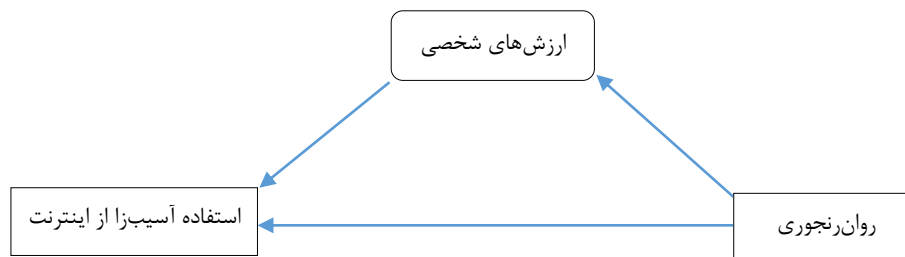 ارزش‌های شخصی
روان‌رنجوری
استفاده آسیب‌زا از اینترنت